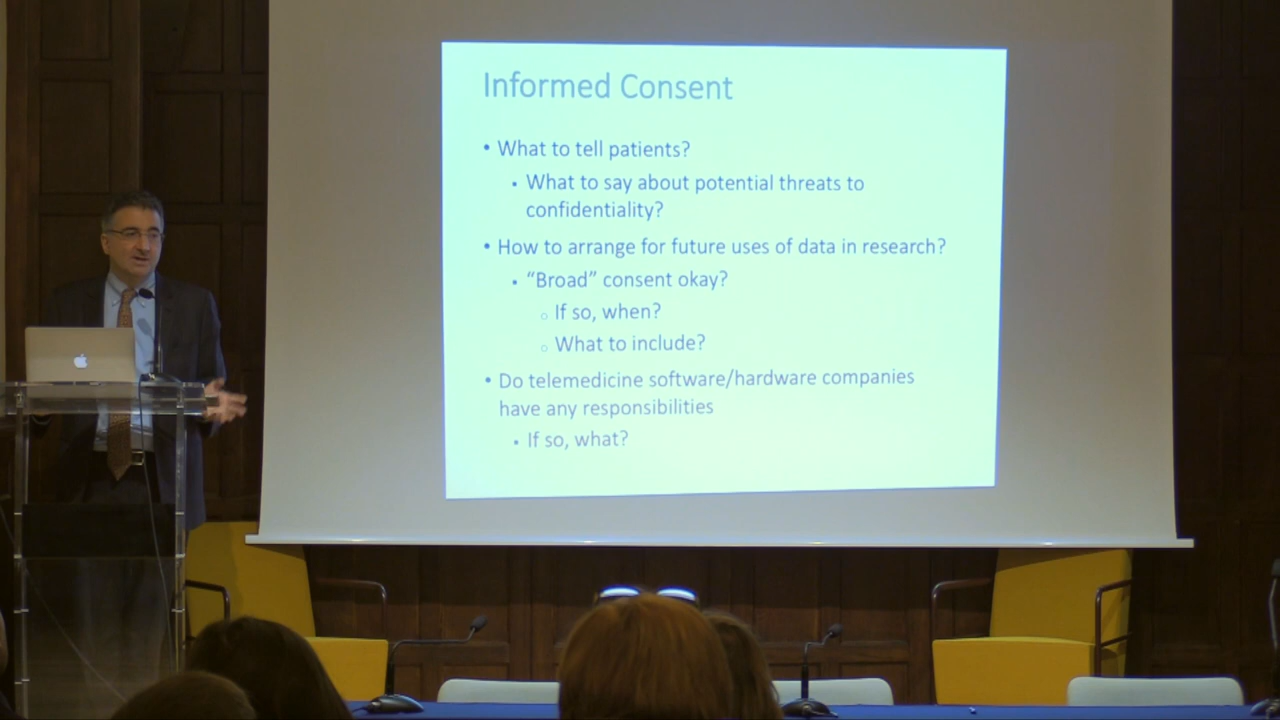 Informed Consent
• What to tell patients?
▪ What to say about potential threats to
confidentiality?
• How to arrange for future uses of data in research?
▪ “Broad” consent okay?
○ If so, when?
○ What to include?
• Do telemedicine software/hardware companies
have any responsibilities
▪ If so, what?